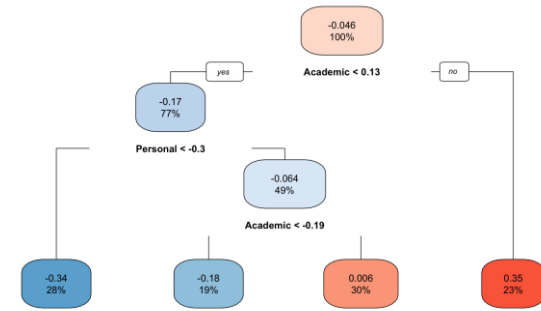 -0.046
100%
yes
Academic < 0.13
no
-0.17
77%
Personal < -0.3
-0.064
49%
Academic < -0.19
-0.34
28%
-0.18
19%
0.006
30%
0.35
23%